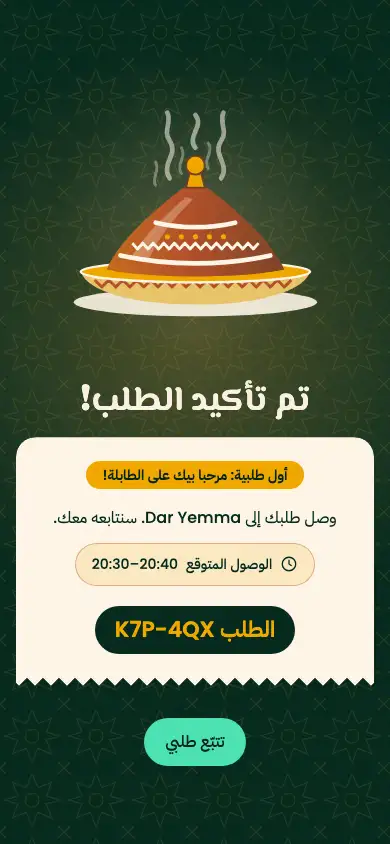 تم تأكيد الطلب!
أول طلبية: مرحبا بيك على الطابلة!
وصل طلبك إلى Dar Yemma. سنتابعه معك.
الوصول المتوقع 20:30–20:40
الطلب K7P-4QX
تتبّع طلبي